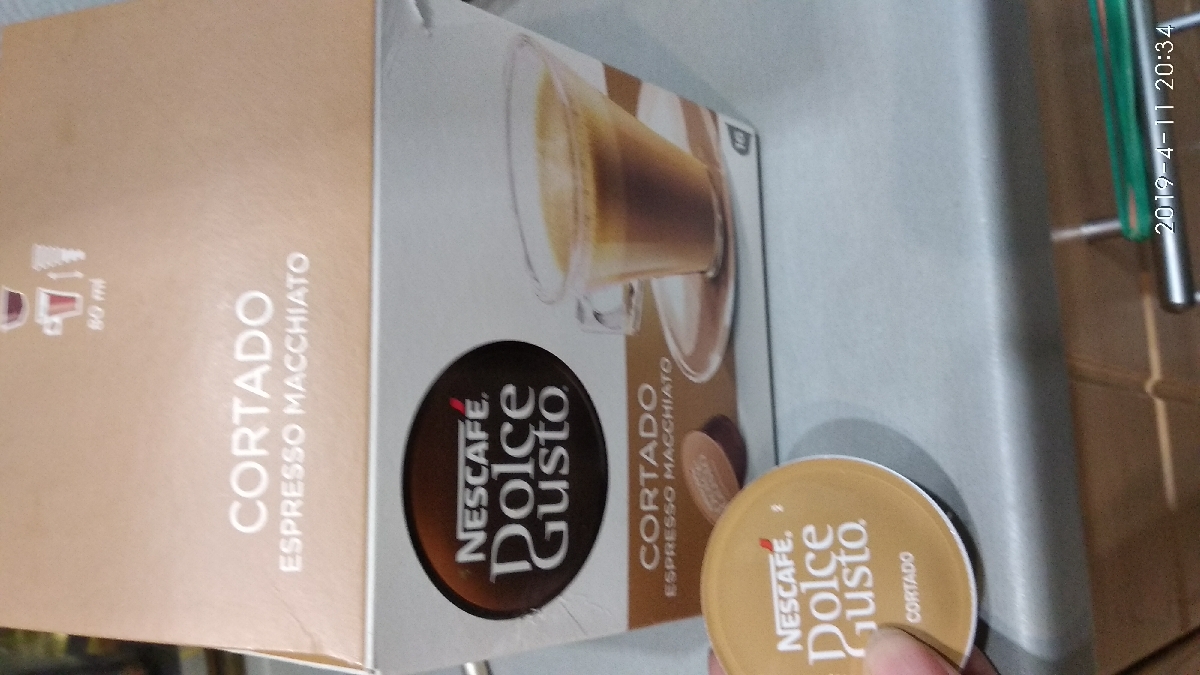 CORTADO
ESPRESSO MACCHIATO
80 ml
NESCAFÉ.
Dolce
Gusto
CORTADO
ESPRESSO MACCHIATO
16
NESCAFÉ.
Dolce
Gusto
CORTADO
2019-4-11 20:34